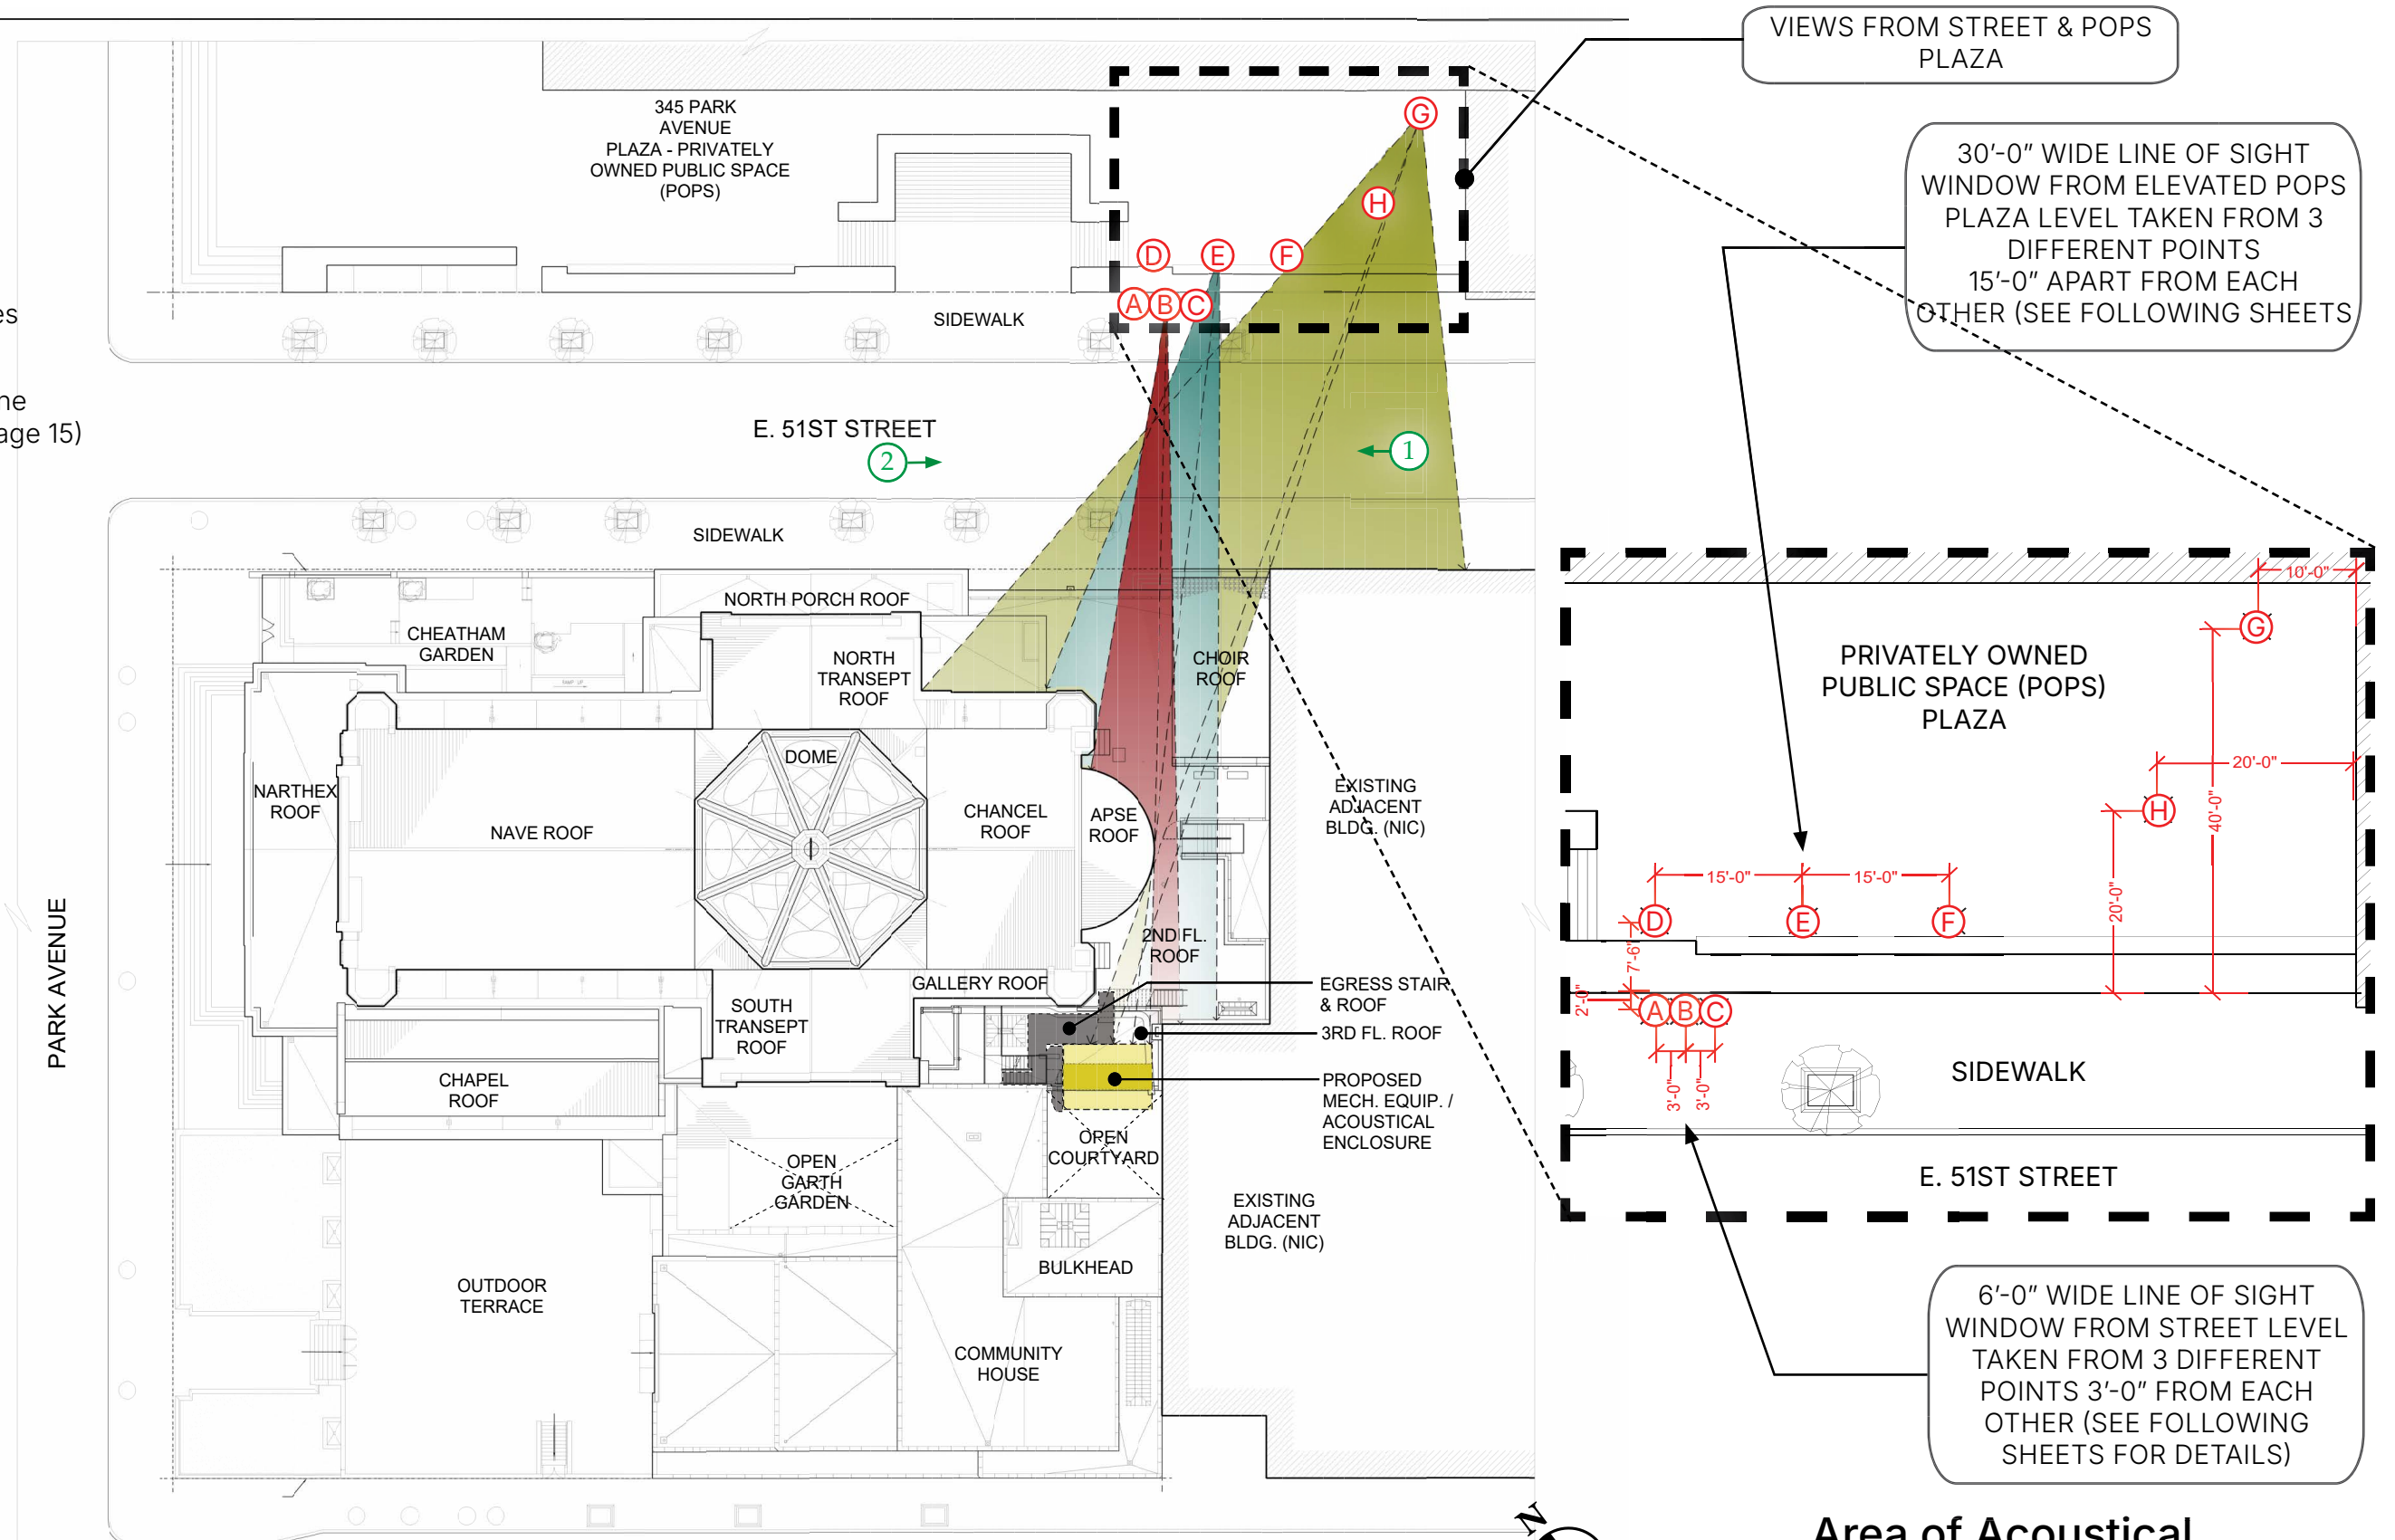 VIEWS FROM STREET & POPS
PLAZA
30'-0" WIDE LINE OF SIGHT
WINDOW FROM ELEVATED POPS
PLAZA LEVEL TAKEN FROM 3
DIFFERENT POINTS
15'-0" APART FROM EACH
OTHER (SEE FOLLOWING SHEETS
345 PARK
AVENUE
PLAZA - PRIVATELY
OWNED PUBLIC SPACE
(POPS)
G
H
D
E
F
A
B
C
SIDEWALK
es
ne
age 15)
E. 51ST STREET
2
1
SIDEWALK
NORTH PORCH ROOF
CHEATHAM
GARDEN
NORTH
TRANSEPT
ROOF
CHOIR
ROOF
DOME
NARTHEX
ROOF
NAVE ROOF
CHANCEL
ROOF
APSE
ROOF
EXISTING
ADJACENT
BLDG. (NIC)
2ND FL.
ROOF
GALLERY ROOF
EGRESS STAIR
& ROOF
SOUTH
TRANSEPT
ROOF
3RD FL. ROOF
PARK AVENUE
CHAPEL
ROOF
PROPOSED
MECH. EQUIP. /
ACOUSTICAL
ENCLOSURE
OPEN
COURTYARD
OPEN
GARTH
GARDEN
EXISTING
ADJACENT
BLDG. (NIC)
BULKHEAD
OUTDOOR
TERRACE
COMMUNITY
HOUSE
N
10'-0"
G
PRIVATELY OWNED
PUBLIC SPACE (POPS)
PLAZA
20'-0"
H
40'-0"
20'-0"
15'-0"
15'-0"
D
E
F
7'-6"
2'-0"
A
B
C
3'-0"
3'-0"
SIDEWALK
E. 51ST STREET
6'-0" WIDE LINE OF SIGHT
WINDOW FROM STREET LEVEL
TAKEN FROM 3 DIFFERENT
POINTS 3'-0" FROM EACH
OTHER (SEE FOLLOWING
SHEETS FOR DETAILS)
Area of Acoustical